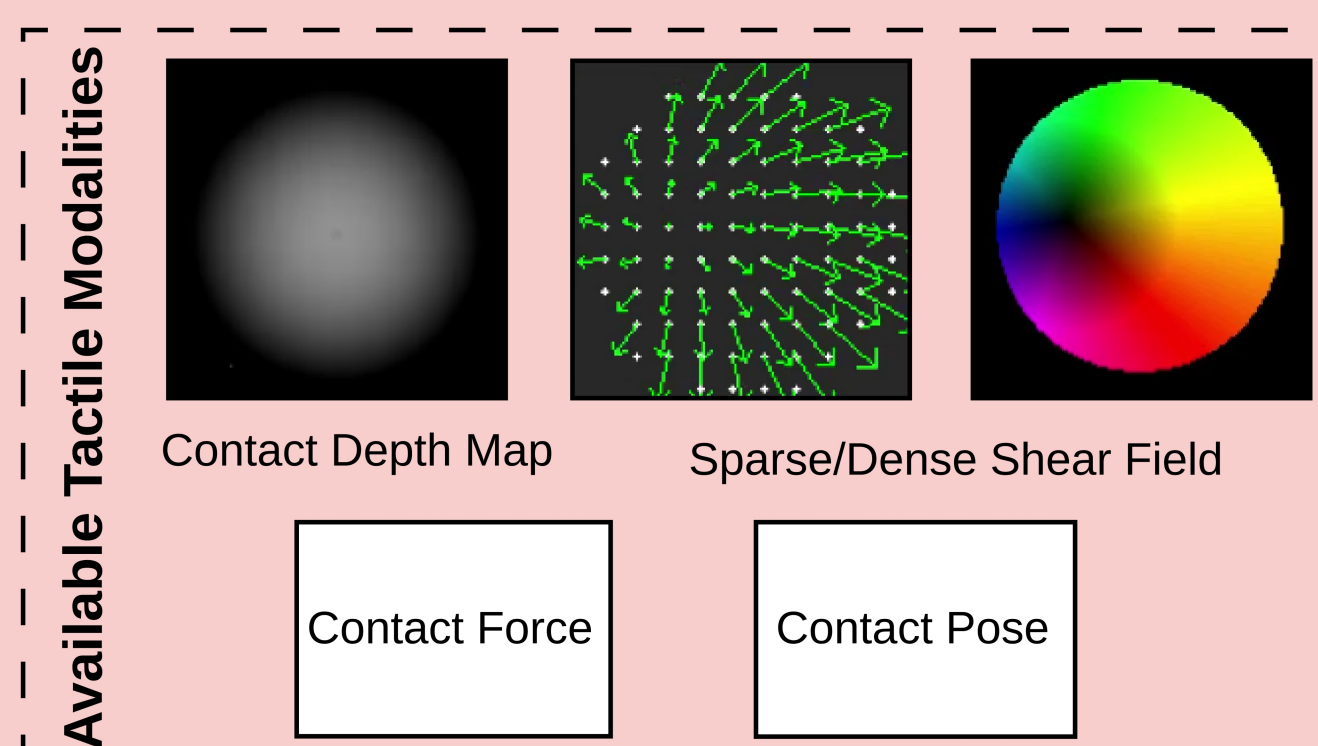 Available Tactile Modalities
Contact Depth Map
Sparse/Dense Shear Field
Contact Force
Contact Pose